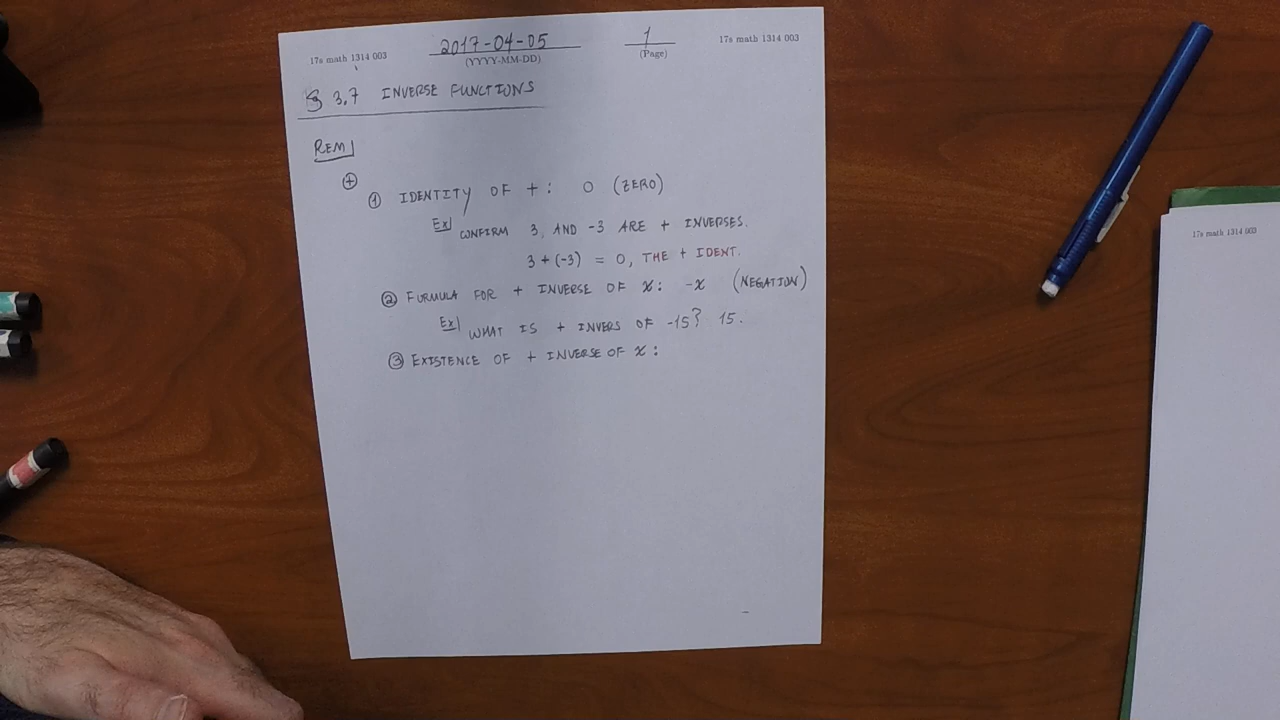 17s math 1314 003 2017-04-05 1 17s math 1314 003
(YYYY-MM-DD) (Page)
§ 3.7 INVERSE FUNCTIONS
REM
⊕
① IDENTITY OF + : 0 (ZERO)
EX CONFIRM 3, AND -3 ARE + INVERSES.
3 + (-3) = 0, THE + IDENT.
② FORMULA FOR + INVERSE OF x: -x (NEGATION)
EX WHAT IS + INVERS OF -15? 15.
③ EXISTENCE OF + INVERSE OF x:
17s math 1314 003